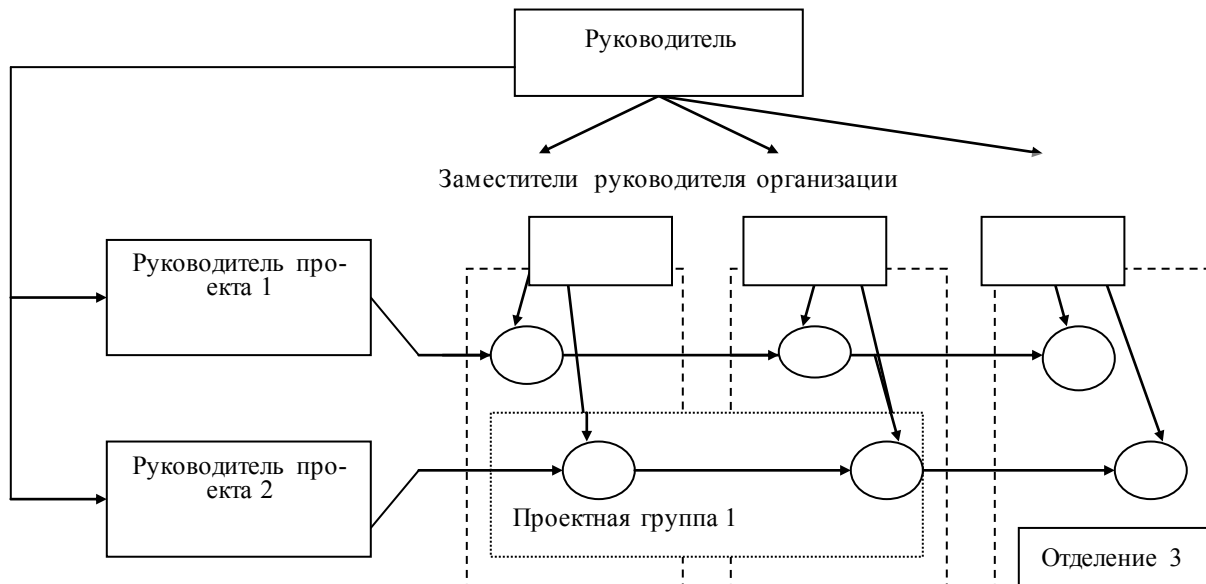 Руководитель
Заместители руководителя организации
Руководитель про-
екта 1
Руководитель про-
екта 2
Проектная группа 1
Отделение 3